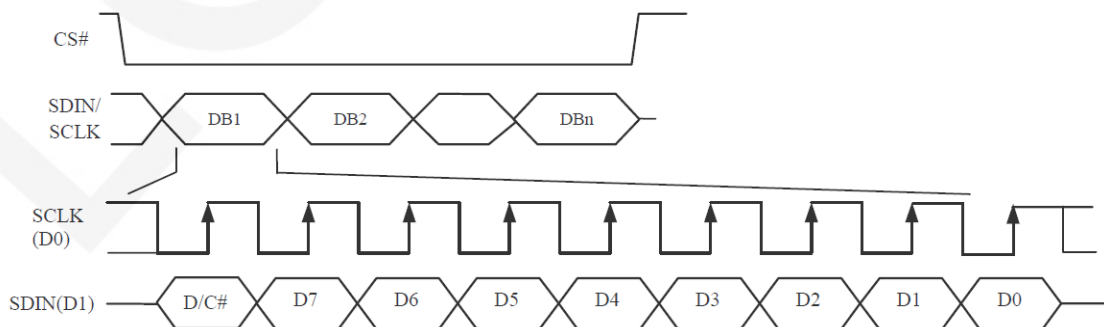 CS#
SDIN/
SCLK
DB1 DB2 DBn
SCLK
(D0)
SDIN(D1) D/C# D7 D6 D5 D4 D3 D2 D1 D0